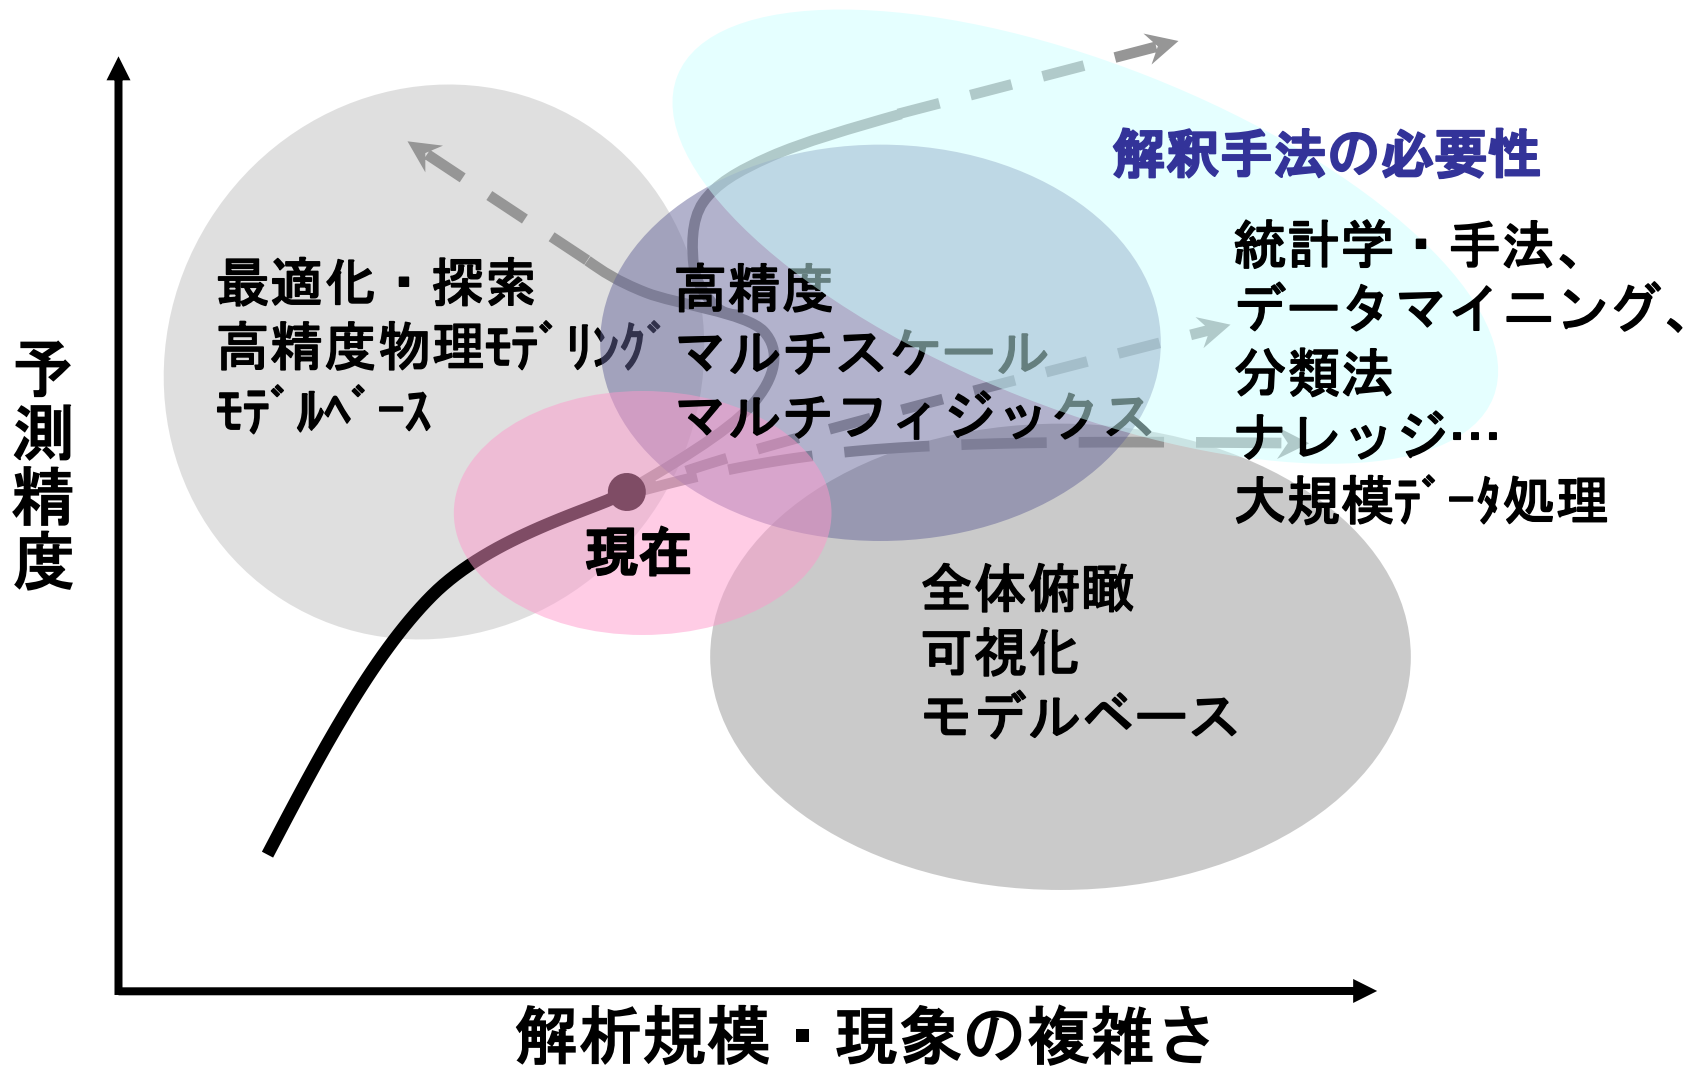 予測精度
解釈手法の必要性
統計学・手法、
データマイニング、
分類法
ナレッジ…
大規模ﾃﾞｰﾀ処理
最適化・探索
高精度物理ﾓﾃﾞﾘﾝｸﾞ
ﾓﾃﾞﾙﾍﾞｰｽ
高精度
マルチスケール
マルチフィジックス
現在
全体俯瞰
可視化
モデルベース
解析規模・現象の複雑さ